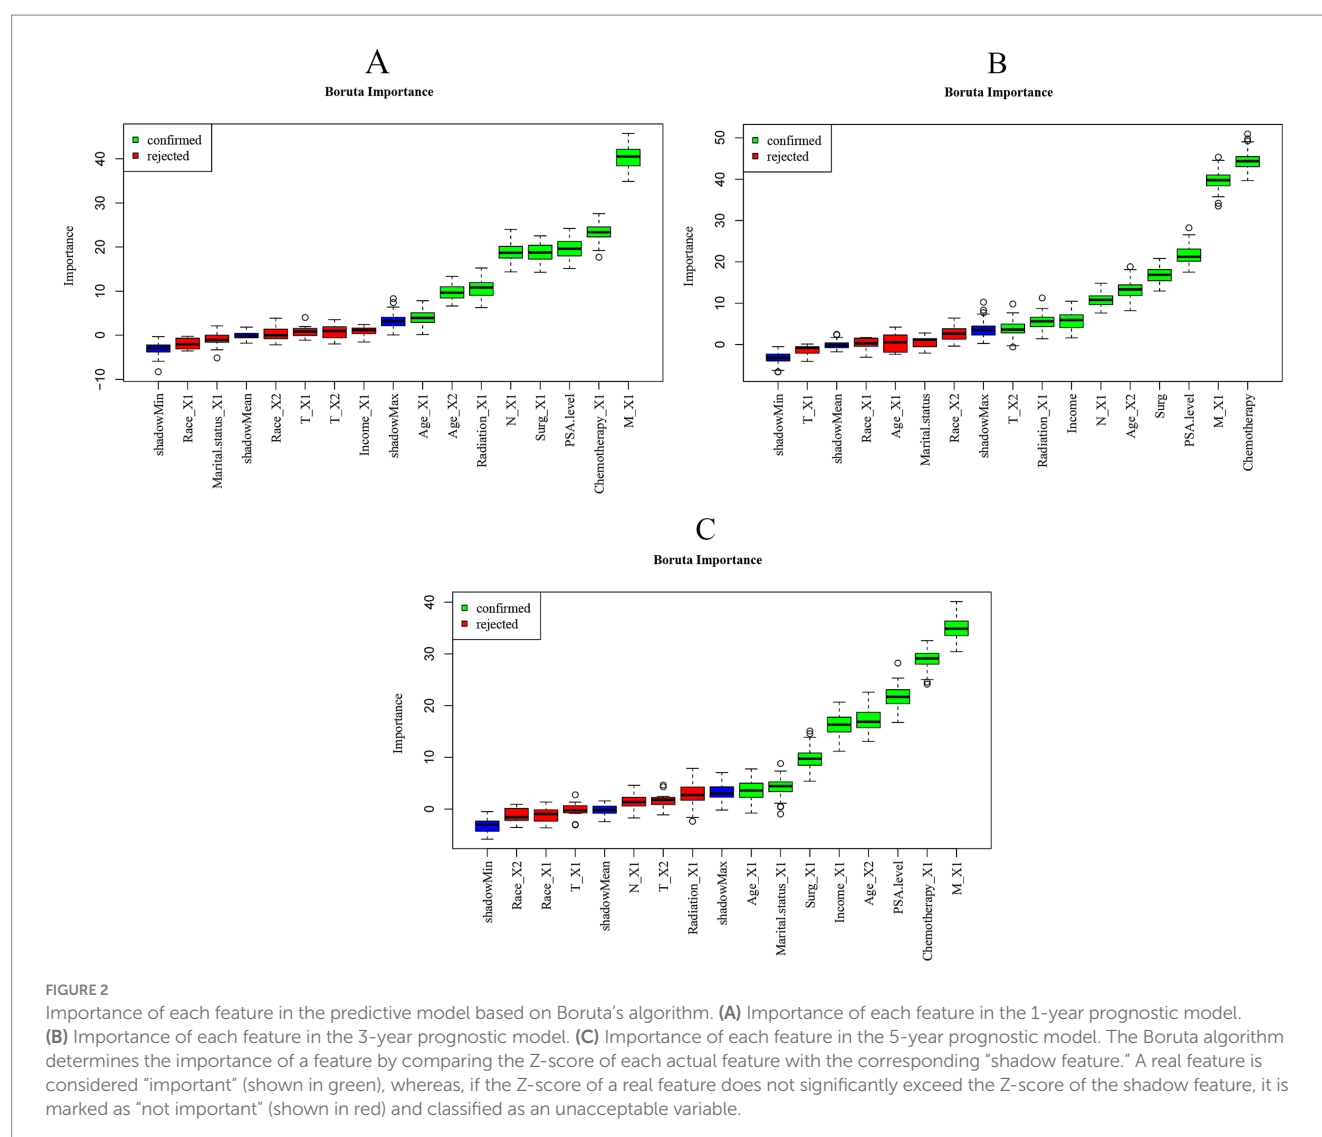 A
Boruta Importance
confirmed
rejected
Importance
−10
0
10
20
30
40
shadowMin
Race_X1
Marital.status_X1
shadowMean
Race_X2
T_X1
T_X2
Income_X1
shadowMax
Age_X1
Age_X2
Radiation_X1
N_X1
Surg_X1
PSA.level
Chemotherapy_X1
M_X1
B
Boruta Importance
confirmed
rejected
Importance
0
10
20
30
40
50
shadowMin
T_X1
shadowMean
Race_X1
Age_X1
Marital.status
Race_X2
shadowMax
T_X2
Radiation_X1
Income
N_X1
Age_X2
Surg
PSA.level
M_X1
Chemotherapy
C
Boruta Importance
confirmed
rejected
Importance
0
10
20
30
40
shadowMin
Race_X2
Race_X1
T_X1
shadowMean
N_X1
T_X2
Radiation_X1
shadowMax
Age_X1
Marital.status_X1
Surg_X1
Income_X1
Age_X2
PSA.level
Chemotherapy_X1
M_X1
FIGURE 2
Importance of each feature in the predictive model based on Boruta’s algorithm. (A) Importance of each feature in the 1-year prognostic model.
(B) Importance of each feature in the 3-year prognostic model. (C) Importance of each feature in the 5-year prognostic model. The Boruta algorithm
determines the importance of a feature by comparing the Z-score of each actual feature with the corresponding “shadow feature.” A real feature is
considered “important” (shown in green), whereas, if the Z-score of a real feature does not significantly exceed the Z-score of the shadow feature, it is
marked as “not important” (shown in red) and classified as an unacceptable variable.